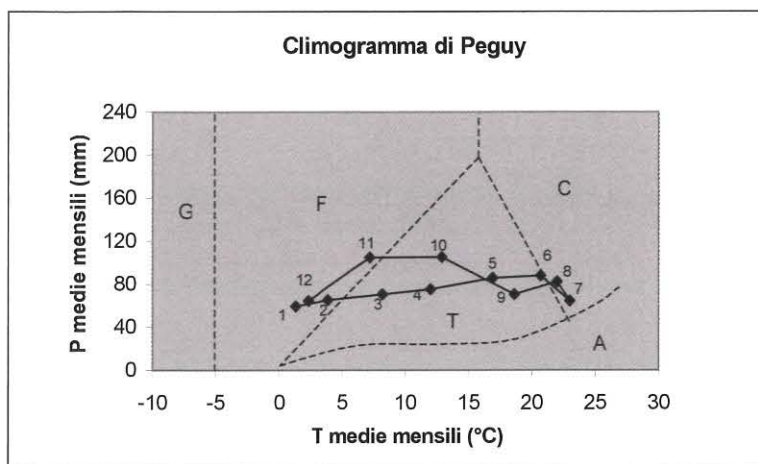 Climogramma di Peguy
P medie mensili (mm)
240
200
160
120
80
40
0
G
F
C
T
A
1
12
2
11
3
4
10
5
9
6
8
7
-10 -5 0 5 10 15 20 25 30
T medie mensili (°C)